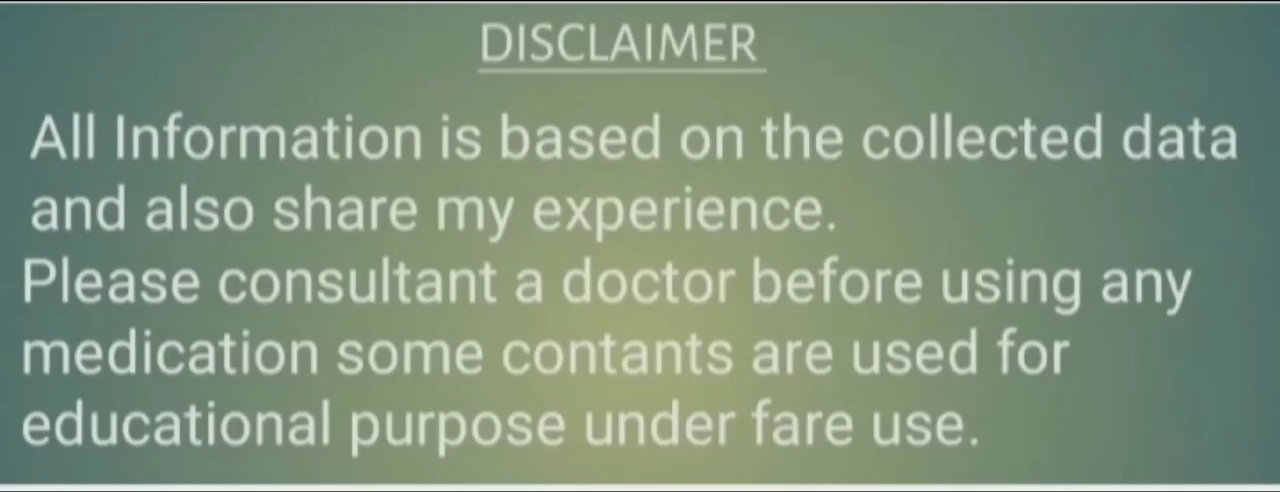 DISCLAIMER
All Information is based on the collected data
and also share my experience.
Please consultant a doctor before using any
medication some contants are used for
educational purpose under fare use.